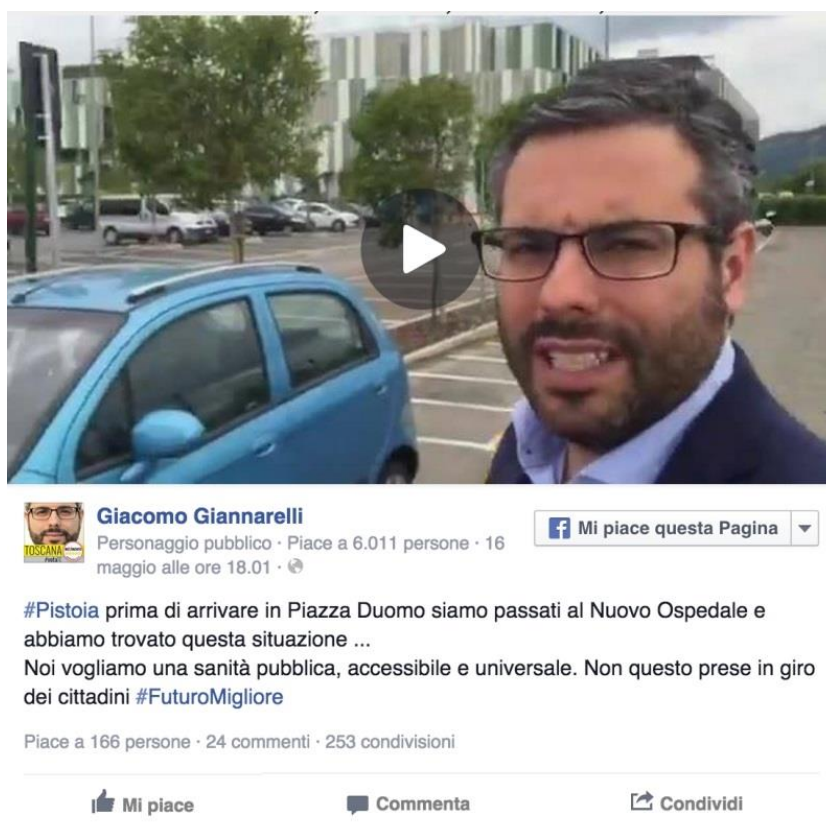 TOSCANA
Giacomo Giannarelli
Personaggio pubblico · Piace a 6.011 persone · 16
maggio alle ore 18.01 ·
Mi piace questa Pagina
#Pistoia prima di arrivare in Piazza Duomo siamo passati al Nuovo Ospedale e
abbiamo trovato questa situazione ...
Noi vogliamo una sanità pubblica, accessibile e universale. Non questo prese in giro
dei cittadini #FuturoMigliore
Piace a 166 persone · 24 commenti · 253 condivisioni
Mi piace
Commenta
Condividi